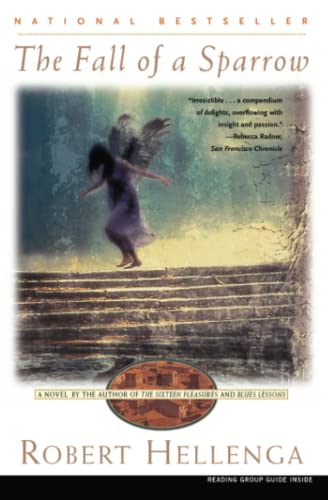 NATIONAL BESTSELLER
The Fall of a Sparrow
"Irresistible . . . a compendium
of delights, overflowing with
insight and passion."
—Rebecca Radner,
San Francisco Chronicle
A NOVEL BY THE AUTHOR OF THE SIXTEEN PLEASURES AND BLUES LESSONS
ROBERT HELLENGA
READING GROUP GUIDE INSIDE